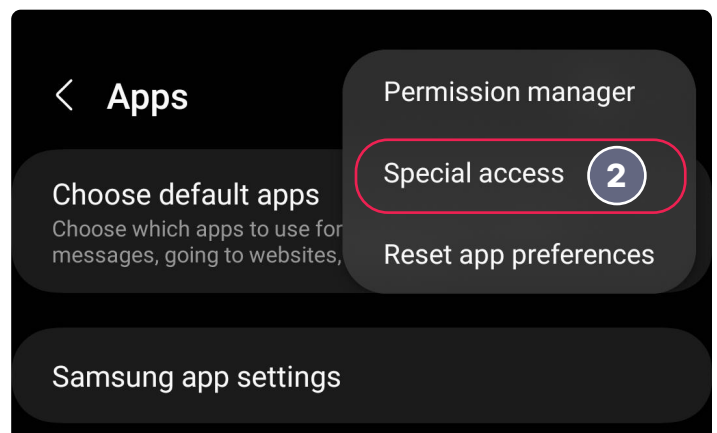 Apps
Permission manager
Special access
2
Reset app preferences
Choose default apps
Choose which apps to use for
messages, going to websites,
Samsung app settings